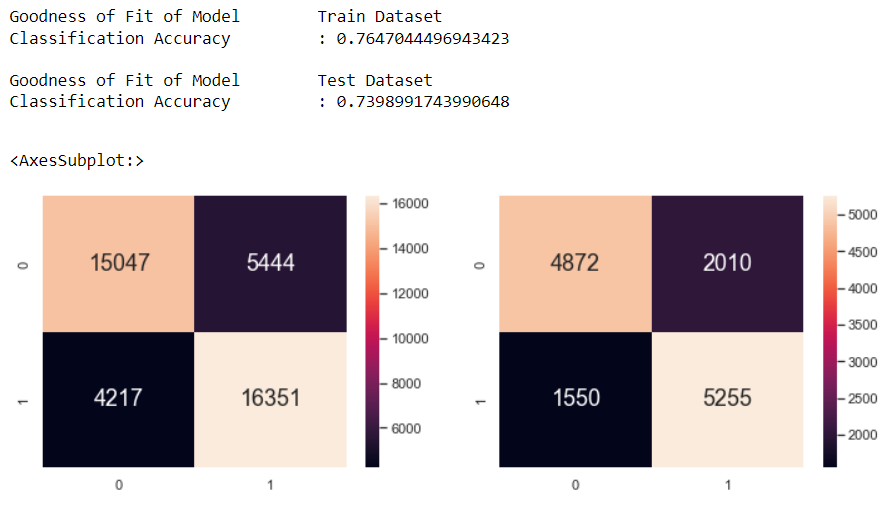 Goodness of Fit of Model Train Dataset
Classification Accuracy : 0.7647044496943423
Goodness of Fit of Model Test Dataset
Classification Accuracy : 0.7398991743990648
<AxesSubplot:>
0 15047 5444
1 4217 16351
0 1
16000
14000
12000
10000
8000
6000
0 4872 2010
1 1550 5255
0 1
5000
4500
4000
3500
3000
2500
2000